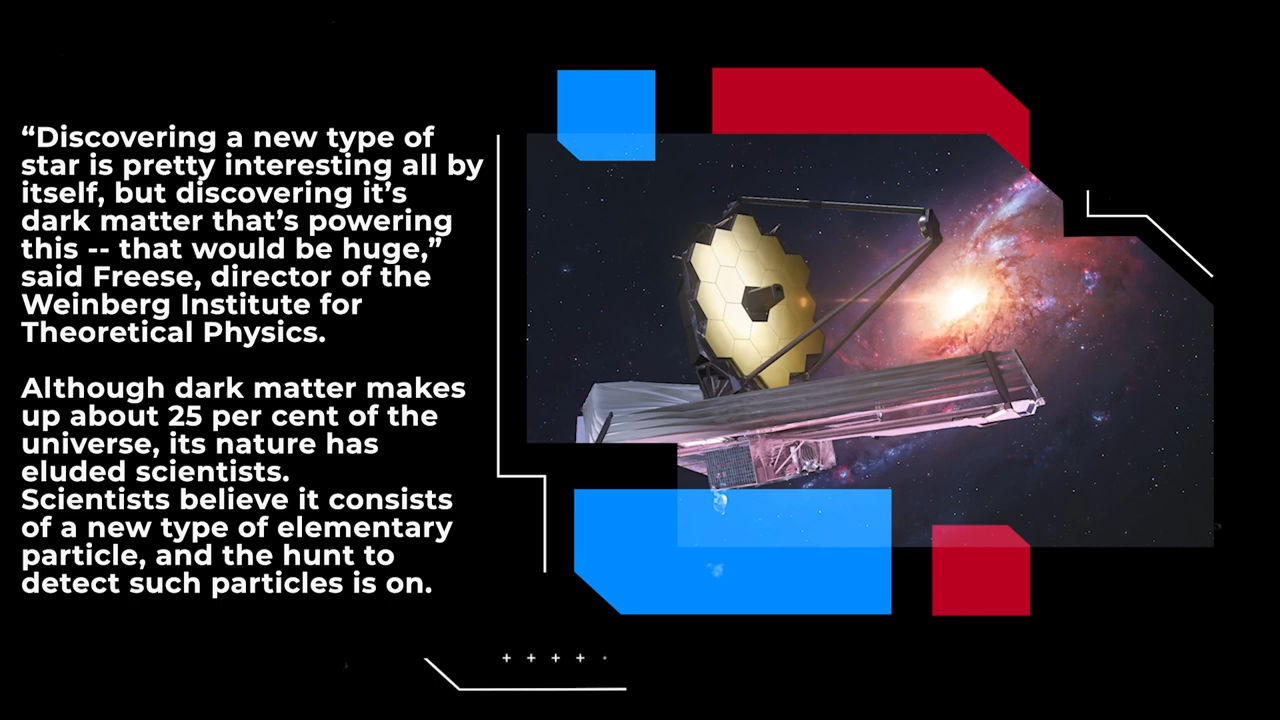 “Discovering a new type of
star is pretty interesting all by
itself, but discovering it’s
dark matter that’s powering
this -- that would be huge,”
said Freese, director of the
Weinberg Institute for
Theoretical Physics.
Although dark matter makes
up about 25 per cent of the
universe, its nature has
eluded scientists.
Scientists believe it consists
of a new type of elementary
particle, and the hunt to
detect such particles is on.